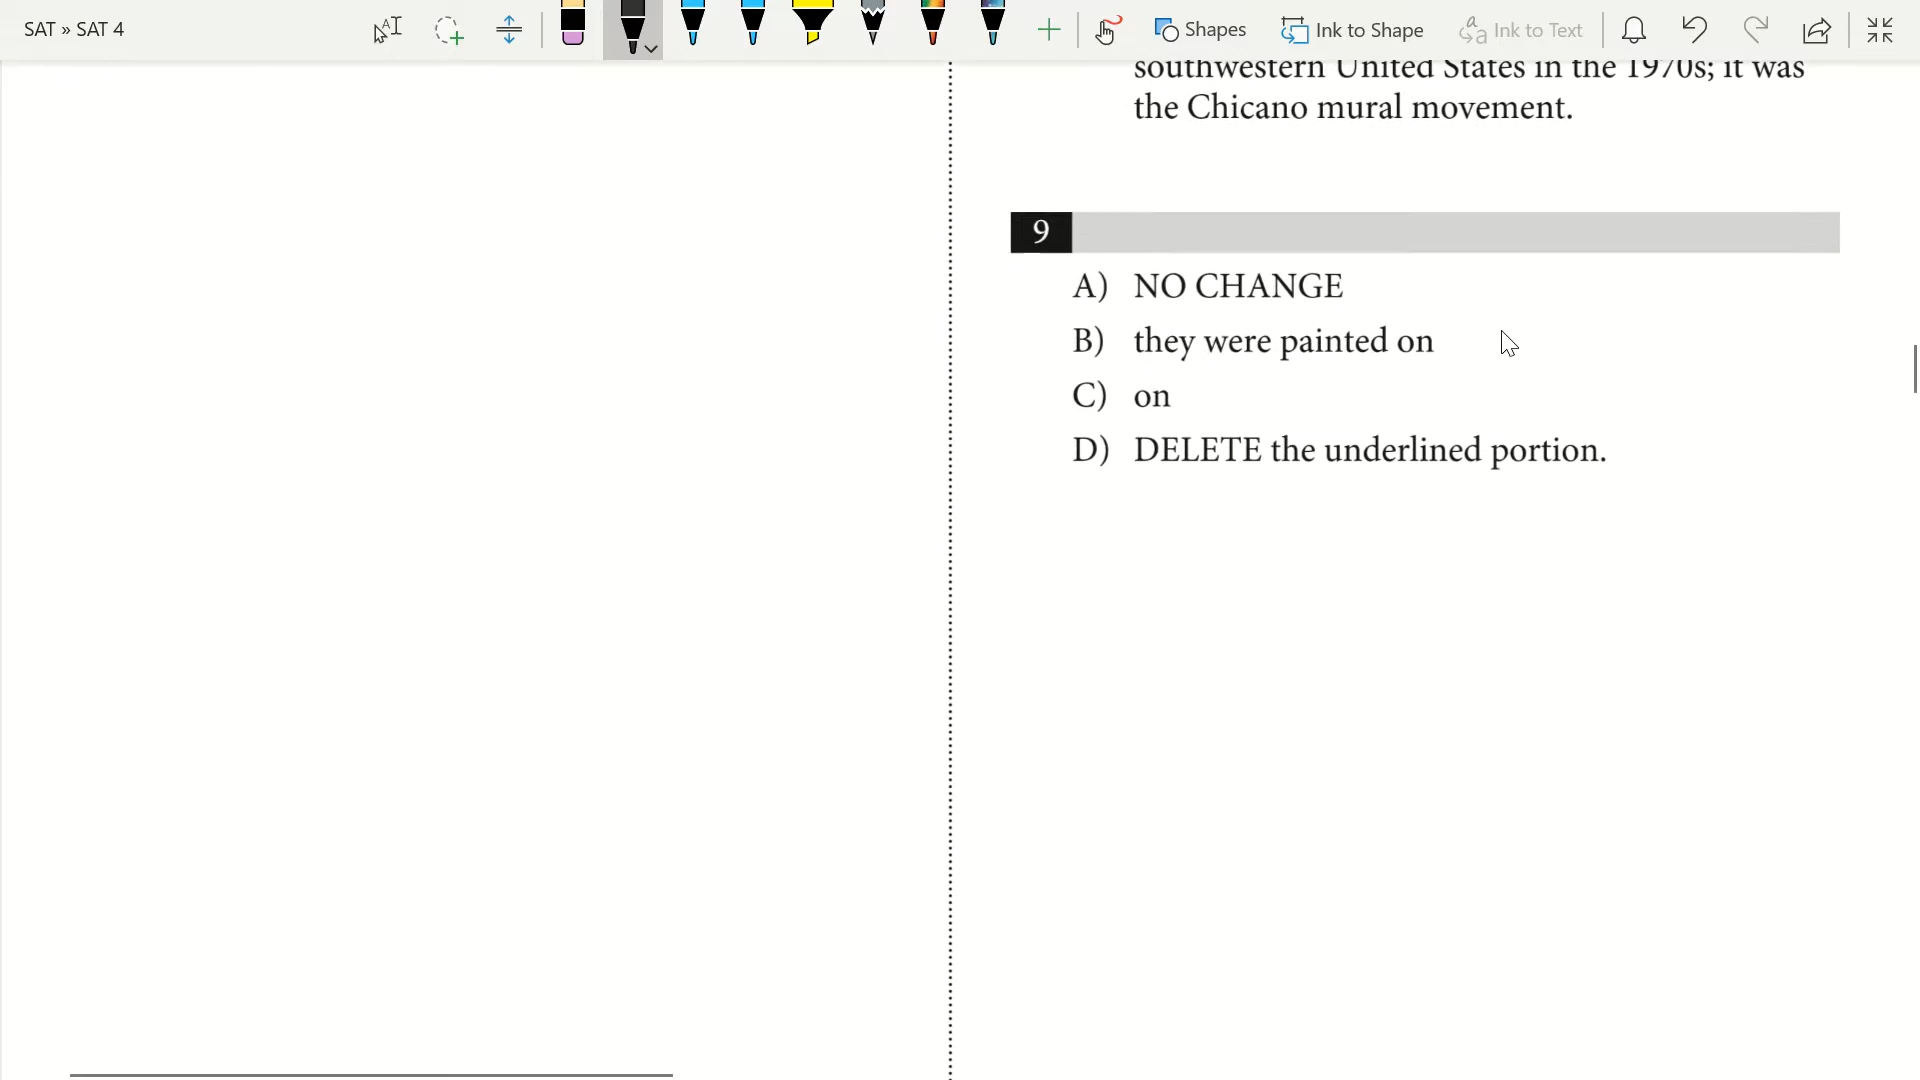 SAT » SAT 4
Shapes
Ink to Shape
Ink to Text
southwestern United States in the 1970s; it was
the Chicano mural movement.
9
A) NO CHANGE
B) they were painted on
C) on
D) DELETE the underlined portion.